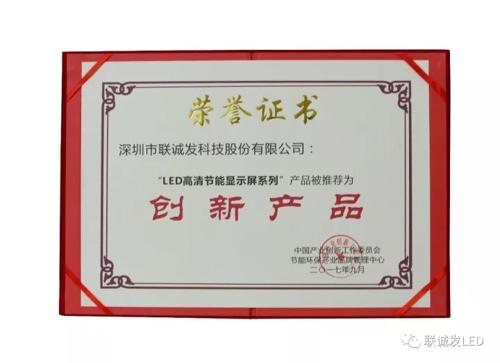 荣誉证书
深圳市联诚发科技股份有限公司：
“LED高清节能显示屏系列”产品被推荐为
创新产品
中国产业创新工作委员会
节能环保产业品牌管理中心
二〇一七年九月
联诚发LED